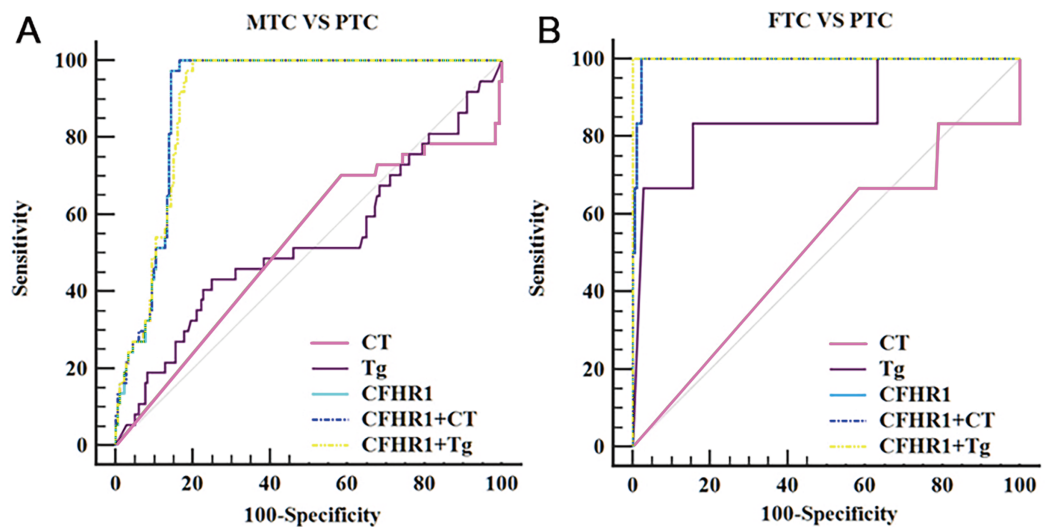 A
MTC VS PTC
100
80
60
40
20
0
Sensitivity
CT
Tg
CFHR1
CFHR1+CT
CFHR1+Tg
0 20 40 60 80 100
100-Specificity
B
FTC VS PTC
100
80
60
40
20
0
Sensitivity
CT
Tg
CFHR1
CFHR1+CT
CFHR1+Tg
0 20 40 60 80 100
100-Specificity